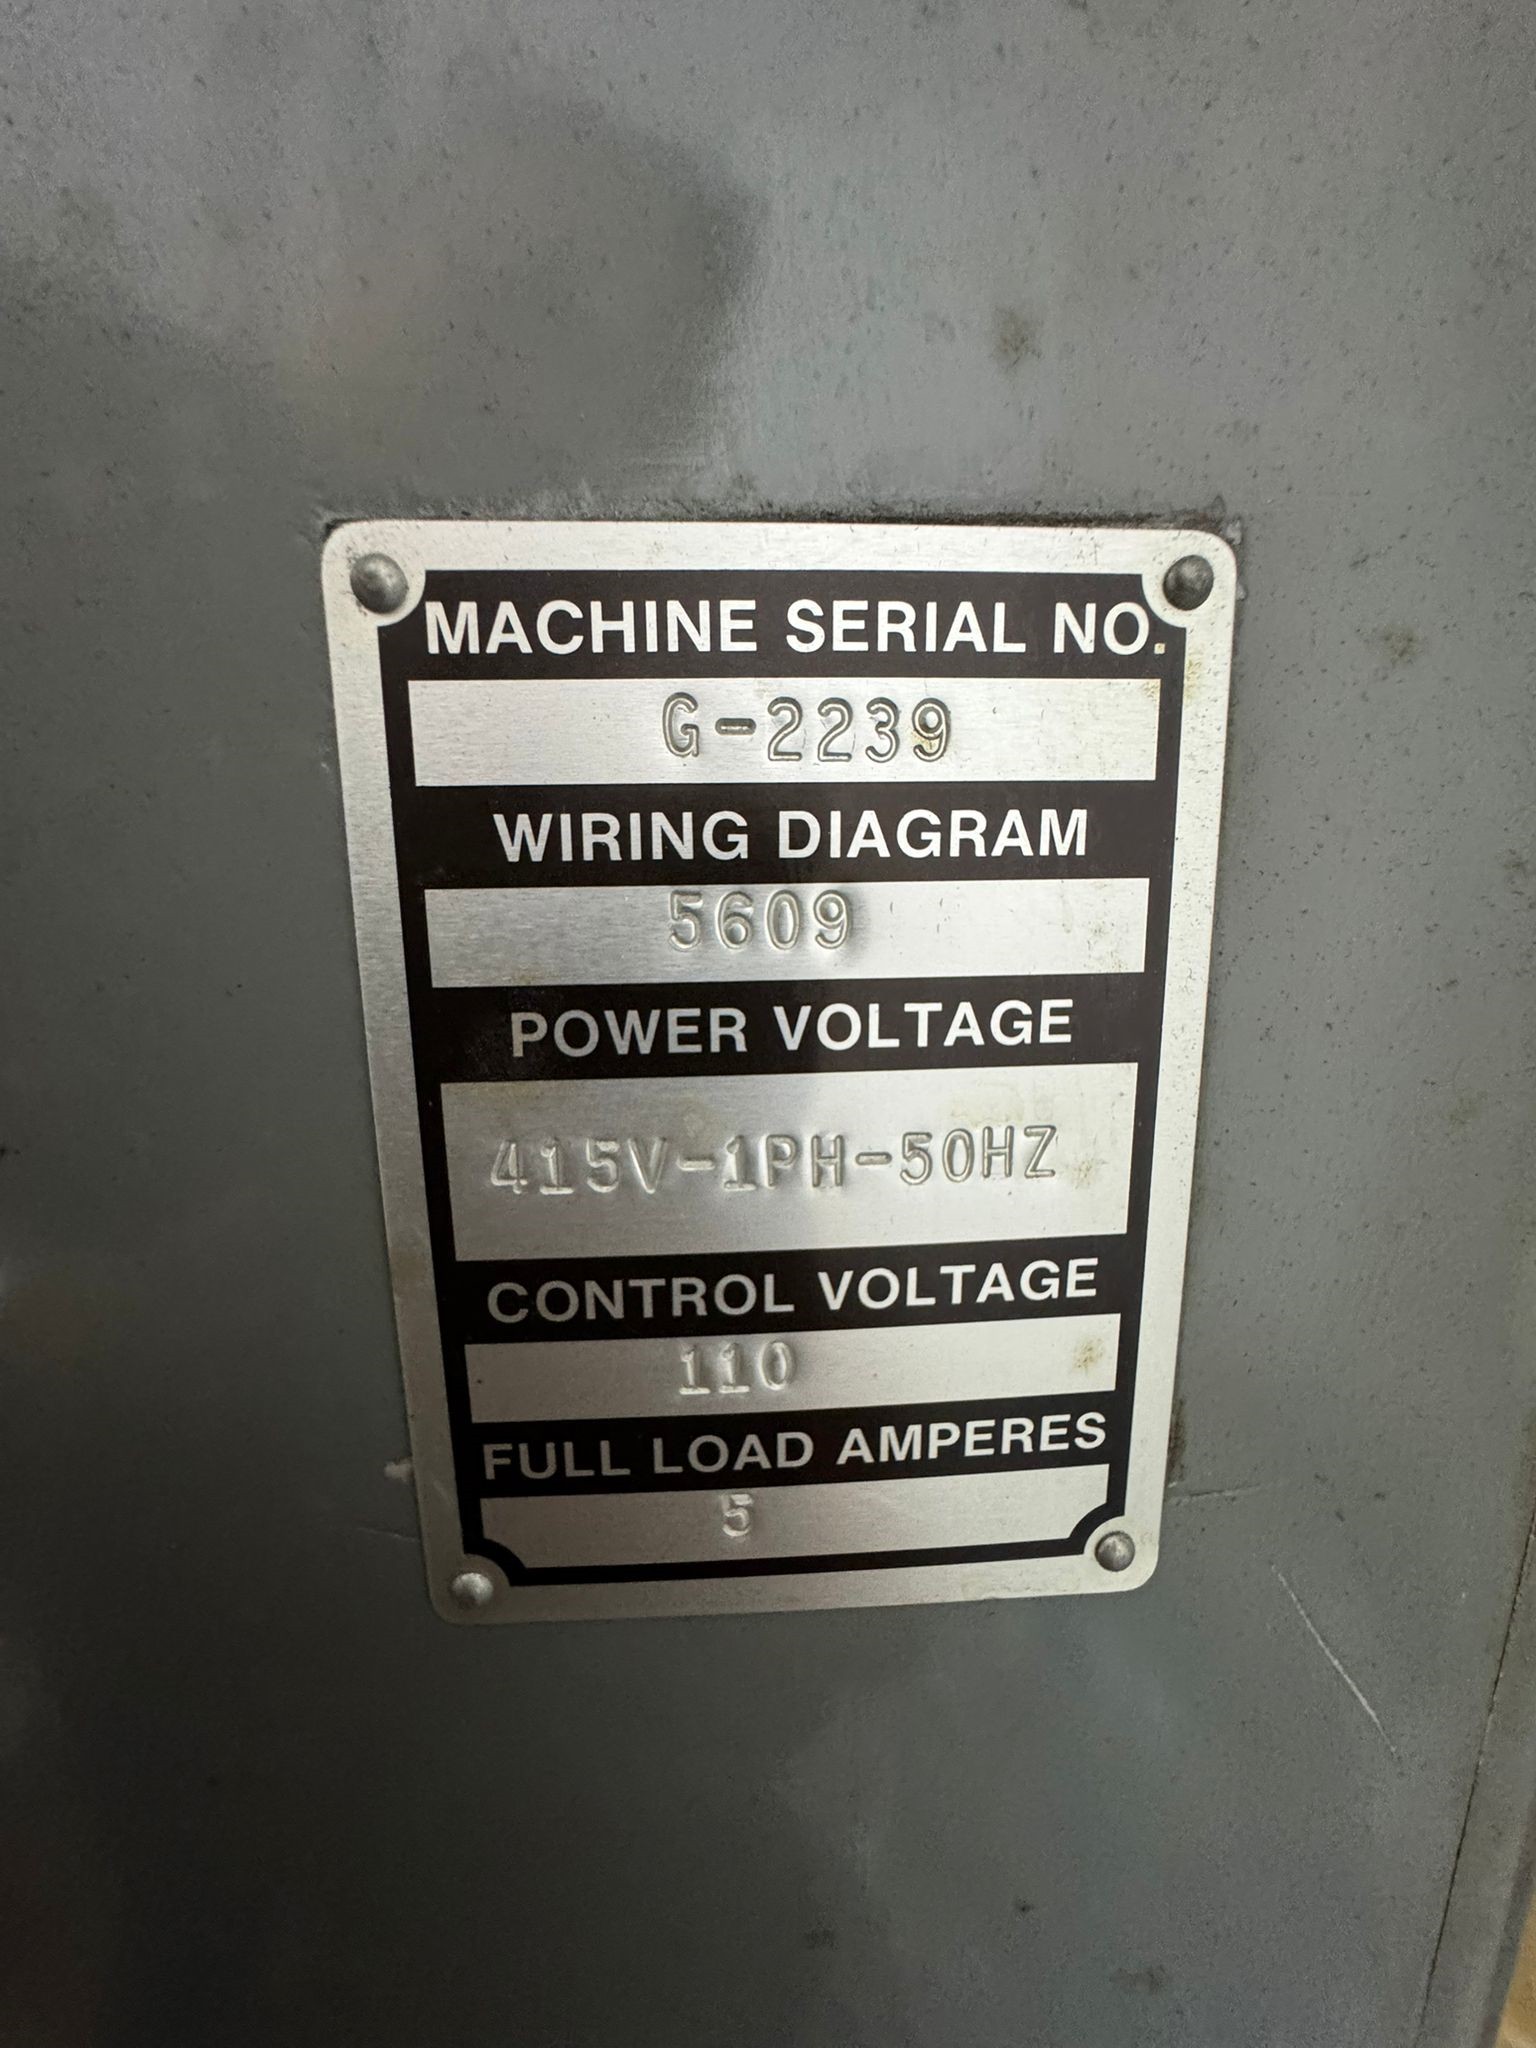 MACHINE SERIAL NO.
G-2239
WIRING DIAGRAM
5609
POWER VOLTAGE
415V-1PH-50HZ
CONTROL VOLTAGE
110
FULL LOAD AMPERES
5